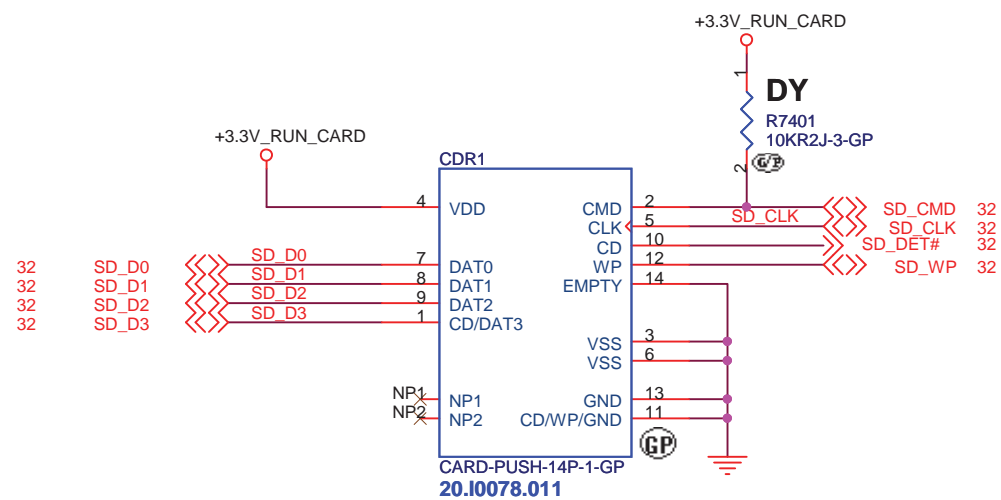 +3.3V_RUN_CARD
1
DY
R7401
10KR2J-3-GP
2
G/P
+3.3V_RUN_CARD
CDR1
4 VDD
CMD 2 SD_CMD 32
CLK 5 SD_CLK SD_CLK 32
CD 10 SD_DET# 32
WP 12 SD_WP 32
EMPTY 14
32 SD_D0 SD_D0 7 DAT0
32 SD_D1 SD_D1 8 DAT1
32 SD_D2 SD_D2 9 DAT2
32 SD_D3 SD_D3 1 CD/DAT3
VSS 3
VSS 6
NP1 NP1
NP2 NP2
GND 13
CD/WP/GND 11
GP
CARD-PUSH-14P-1-GP
20.I0078.011